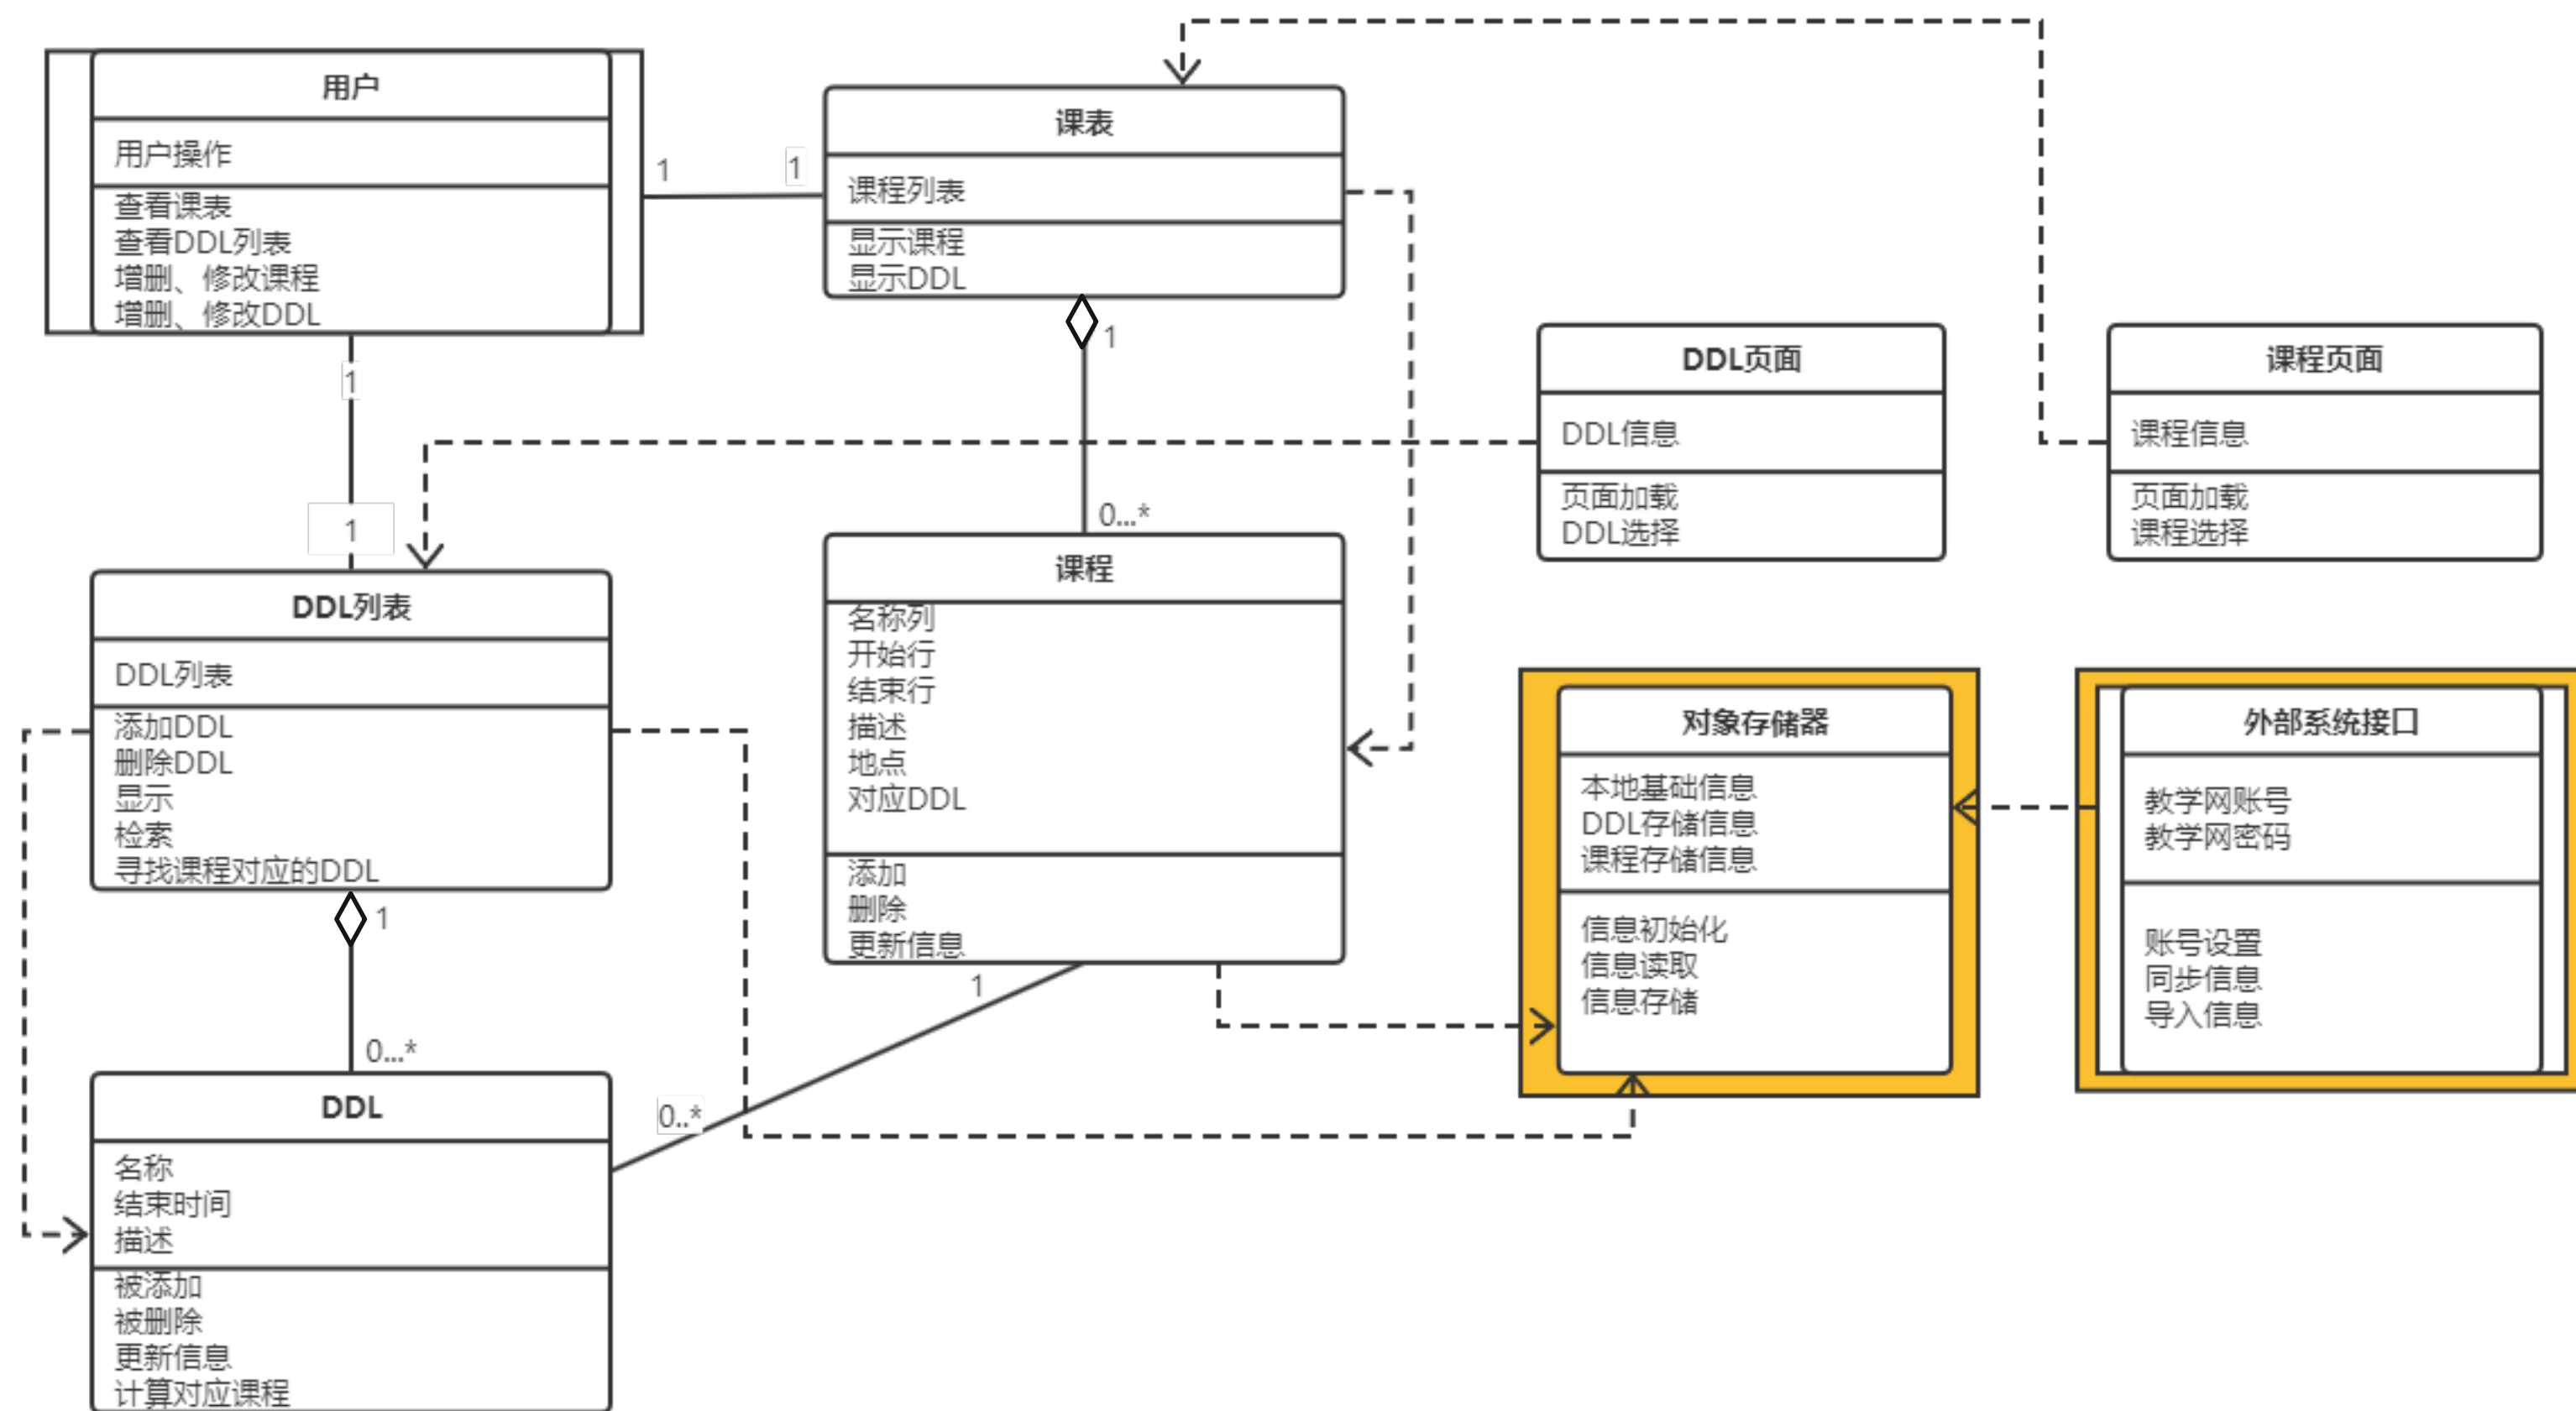 用户
用户操作
查看课表
查看DDL列表
增删、修改课程
增删、修改DDL
1
1
课表
课程列表
显示课程
显示DDL
1
0...*
1
1
DDL页面
DDL信息
页面加载
DDL选择
课程页面
课程信息
页面加载
课程选择
DDL列表
DDL列表
添加DDL
删除DDL
显示
检索
寻找课程对应的DDL
1
0...*
课程
名称列
开始行
结束行
描述
地点
对应DDL
添加
删除
更新信息
1
0..*
对象存储器
本地基础信息
DDL存储信息
课程存储信息
信息初始化
信息读取
信息存储
外部系统接口
教学网账号
教学网密码
账号设置
同步信息
导入信息
DDL
名称
结束时间
描述
被添加
被删除
更新信息
计算对应课程